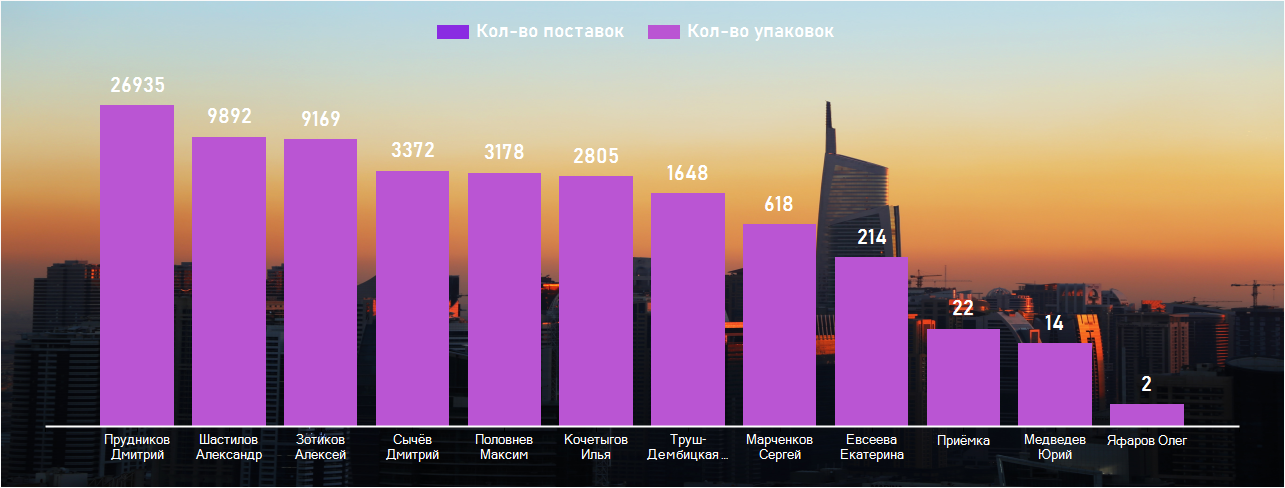 Кол-во поставок Кол-во упаковок
26935
9892
9169
3372
3178
2805
1648
618
214
22
14
2
Прудников
Дмитрий
Шастилов
Александр
Зотиков
Алексей
Сычёв
Дмитрий
Половнев
Максим
Кочетыгов
Илья
Труш-
Дембицкая...
Марченков
Сергей
Евсеева
Екатерина
Приёмка
Медведев
Юрий
Яфаров Олег